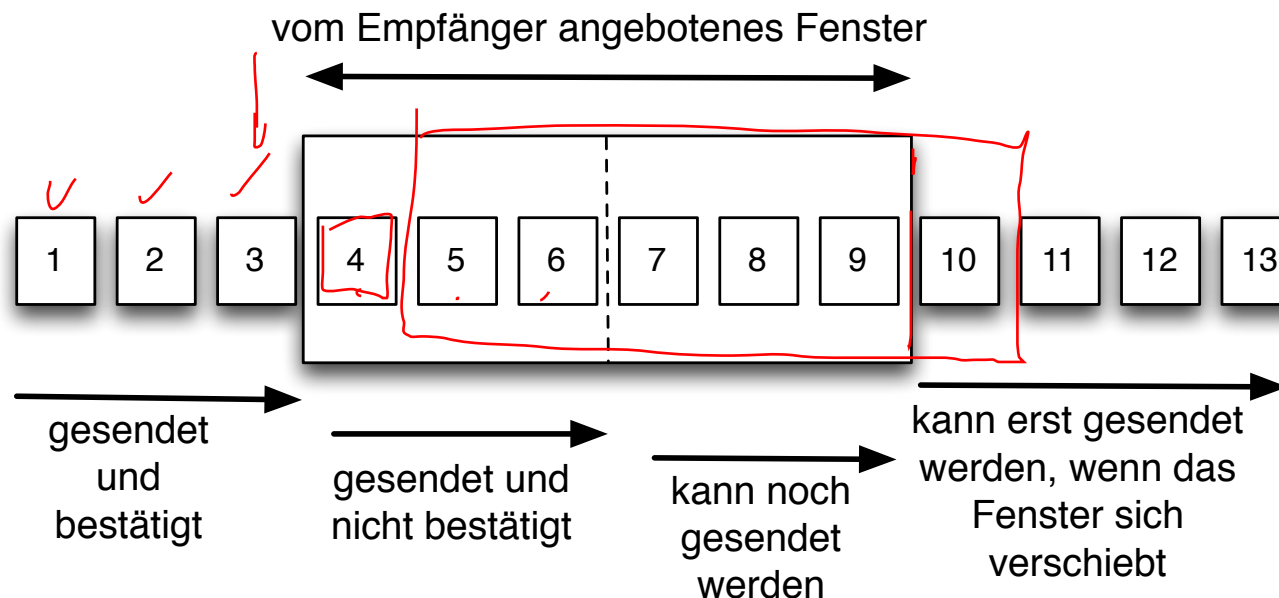 vom Empfänger angebotenes Fenster
1 2 3 4 5 6 7 8 9 10 11 12 13
gesendet
und
bestätigt
gesendet und
nicht bestätigt
kann noch
gesendet
werden
kann erst gesendet
werden, wenn das
Fenster sich
verschiebt